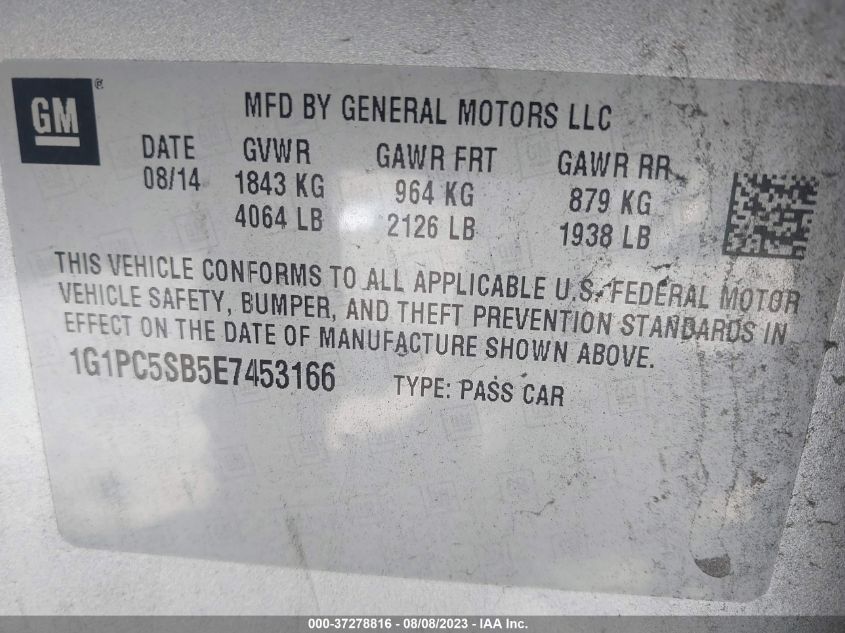 GM ®
MFD BY GENERAL MOTORS LLC
DATE GVWR GAWR FRT GAWR RR
08/14 1843 KG 964 KG 879 KG
4064 LB 2126 LB 1938 LB
THIS VEHICLE CONFORMS TO ALL APPLICABLE U.S. FEDERAL MOTOR
VEHICLE SAFETY, BUMPER, AND THEFT PREVENTION STANDARDS IN
EFFECT ON THE DATE OF MANUFACTURE SHOWN ABOVE.
1G1PC5SB5E7453166 TYPE: PASS CAR
000-37278816 - 08/08/2023 - IAA Inc.